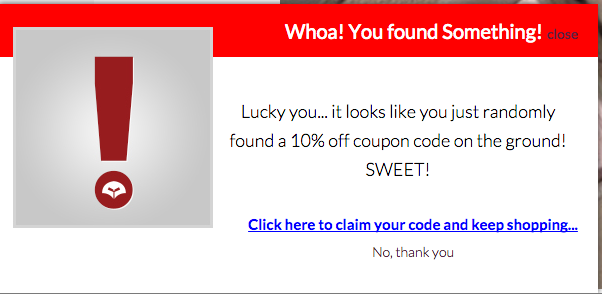 Whoa! You found Something! close
Lucky you... it looks like you just randomly
found a 10% off coupon code on the ground!
SWEET!
Click here to claim your code and keep shopping...
No, thank you